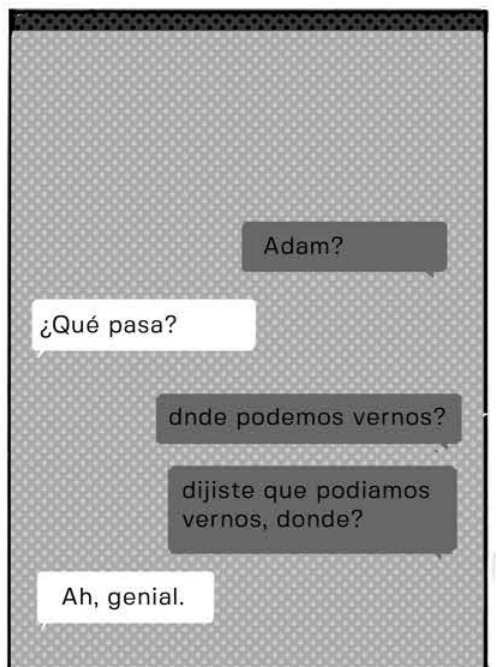 Adam?
¿Qué pasa?
dnde podemos vernos?
dijiste que podiamos
vernos, donde?
Ah, genial.